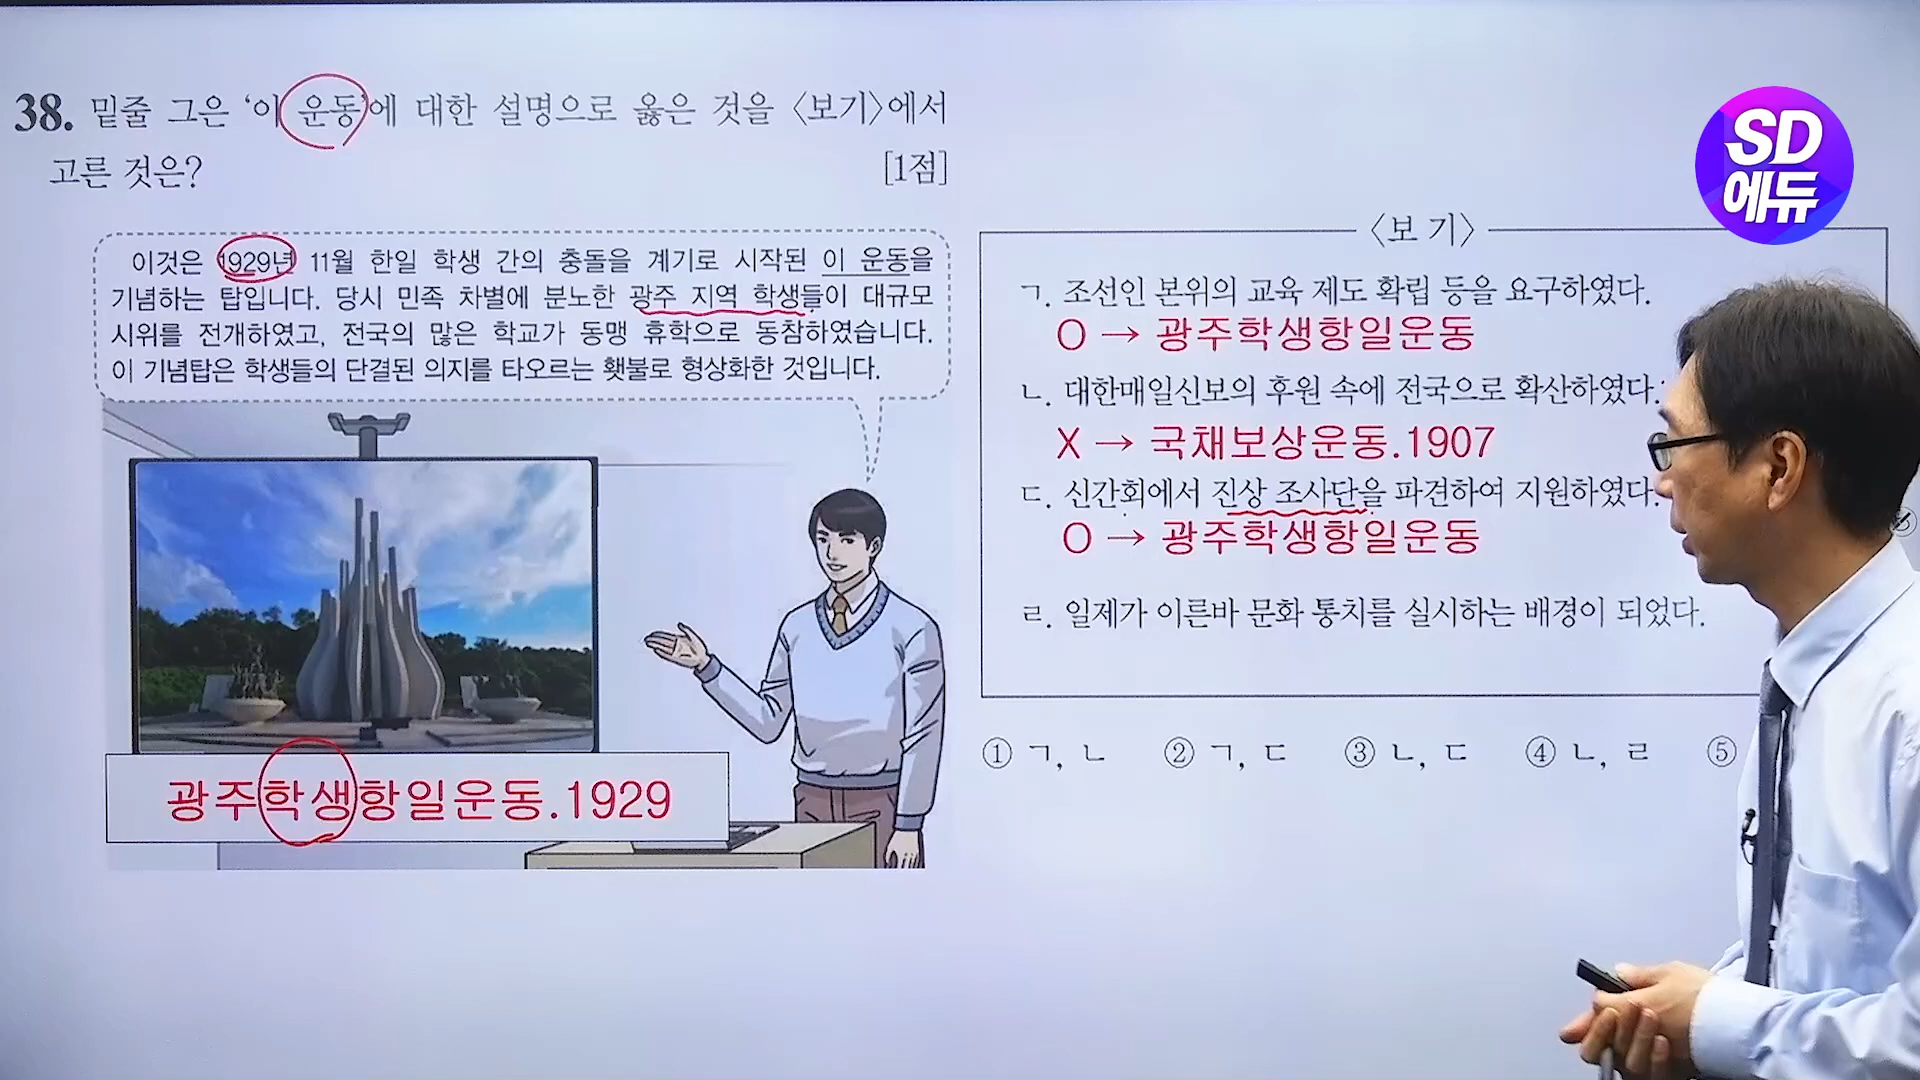 38. 밑줄 그은 '이 운동'에 대한 설명으로 옳은 것을 〈보기〉에서
고른 것은? [1점]
이것은 1929년 11월 한일 학생 간의 충돌을 계기로 시작된 이 운동을
기념하는 탑입니다. 당시 민족 차별에 분노한 광주 지역 학생들이 대규모
시위를 전개하였고, 전국의 많은 학교가 동맹 휴학으로 동참하였습니다.
이 기념탑은 학생들의 단결된 의지를 타오르는 횃불로 형상화한 것입니다.
광주학생항일운동.1929
SD
에듀
〈보 기〉
ㄱ. 조선인 본위의 교육 제도 확립 등을 요구하였다.
O → 광주학생항일운동
ㄴ. 대한매일신보의 후원 속에 전국으로 확산하였다.
X → 국채보상운동.1907
ㄷ. 신간회에서 진상 조사단을 파견하여 지원하였다.
O → 광주학생항일운동
ㄹ. 일제가 이른바 문화 통치를 실시하는 배경이 되었다.
① ㄱ, ㄴ ② ㄱ, ㄷ ③ ㄴ, ㄷ ④ ㄴ, ㄹ ⑤